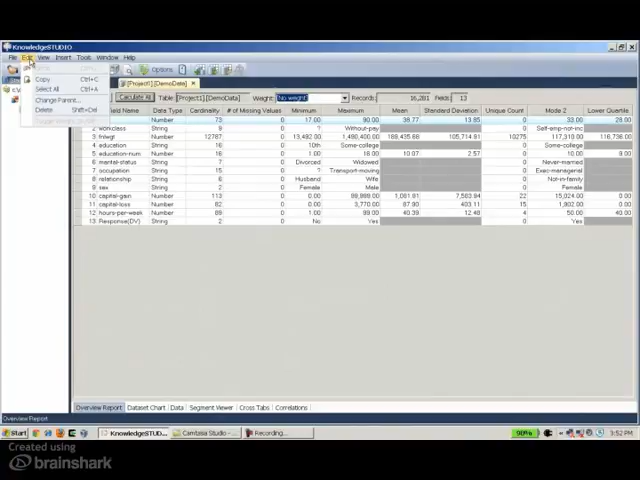 KnowledgeSTUDIO
File Edit View Insert Tools Window Help
Options
Copy Ctrl+C
Select All Ctrl+A
Change Parent...
Delete Shift+Del
[Project1].[DemoData]
Calculate All Table: [Project1].[DemoData] Weight: [No weight] Records: 16,281 Fields: 13
Field Name Data Type Cardinality # of Missing Values Minimum Maximum Mean Standard Deviation Unique Count Mode 2 Lower Quartile
Number 73 0 17.00 90.00 38.77 13.85 0 33.00 28.00
2 workclass String 9 0 ? Without-pay 0 Self-emp-not-inc
3 fnlwgt Number 12787 0 13,492.00 1,490,400.00 189,435.68 105,714.91 10275 117,310.00 116,736.00
4 education String 16 0 10th Some-college 0 Some-college
5 education-num Number 16 0 1.00 16.00 10.07 2.57 0 10.00 9.00
6 marital-status String 7 0 Divorced Widowed 0 Never-married
7 occupation String 15 0 ? Transport-moving 0 Exec-managerial
8 relationship String 6 0 Husband Wife 0 Not-in-family
9 sex String 2 0 Female Male 0 Female
10 capital-gain Number 113 0 0 99,999.00 1,081.91 7,583.94 22 15,024.00 0.00
11 capital-loss Number 82 0 0 3,770.00 87.90 403.11 15 1,902.00 0.00
12 hours-per-week Number 89 0 1.00 99.00 40.39 12.48 4 50.00 40.00
13 Response(DV) String 2 0 No Yes 0 Yes
Overview Report Dataset Chart Data Segment Viewer Cross Tabs Correlations
Overview Report
Start KnowledgeSTUD... Camtasia Studio - ... Recording... 3:52 PM
Created using
brainshark